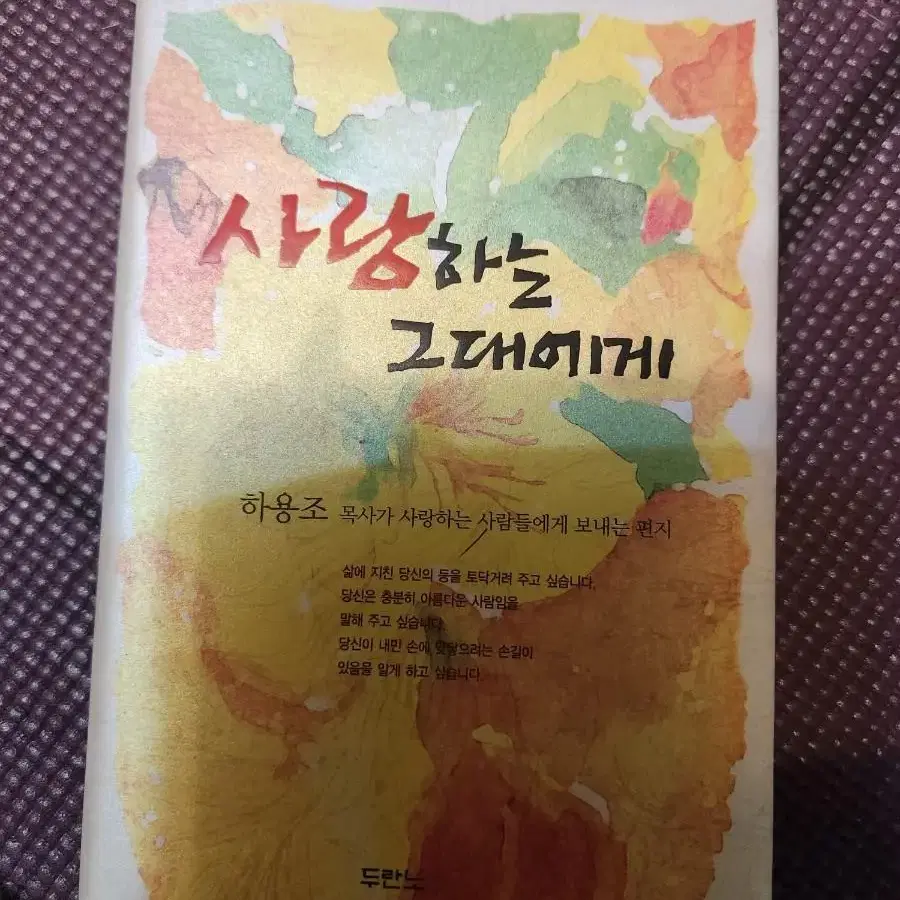 사랑하는
그대에게
하용조 목사가 사랑하는 사람들에게 보내는 편지
삶에 지친 당신의 등을 토닥거려 주고 싶습니다.
당신은 충분히 아름다운 사람임을
말해 주고 싶습니다.
당신이 내민 손에 맞닿으려는 손길이
있음을 알게 하고 싶습니다.
두란노